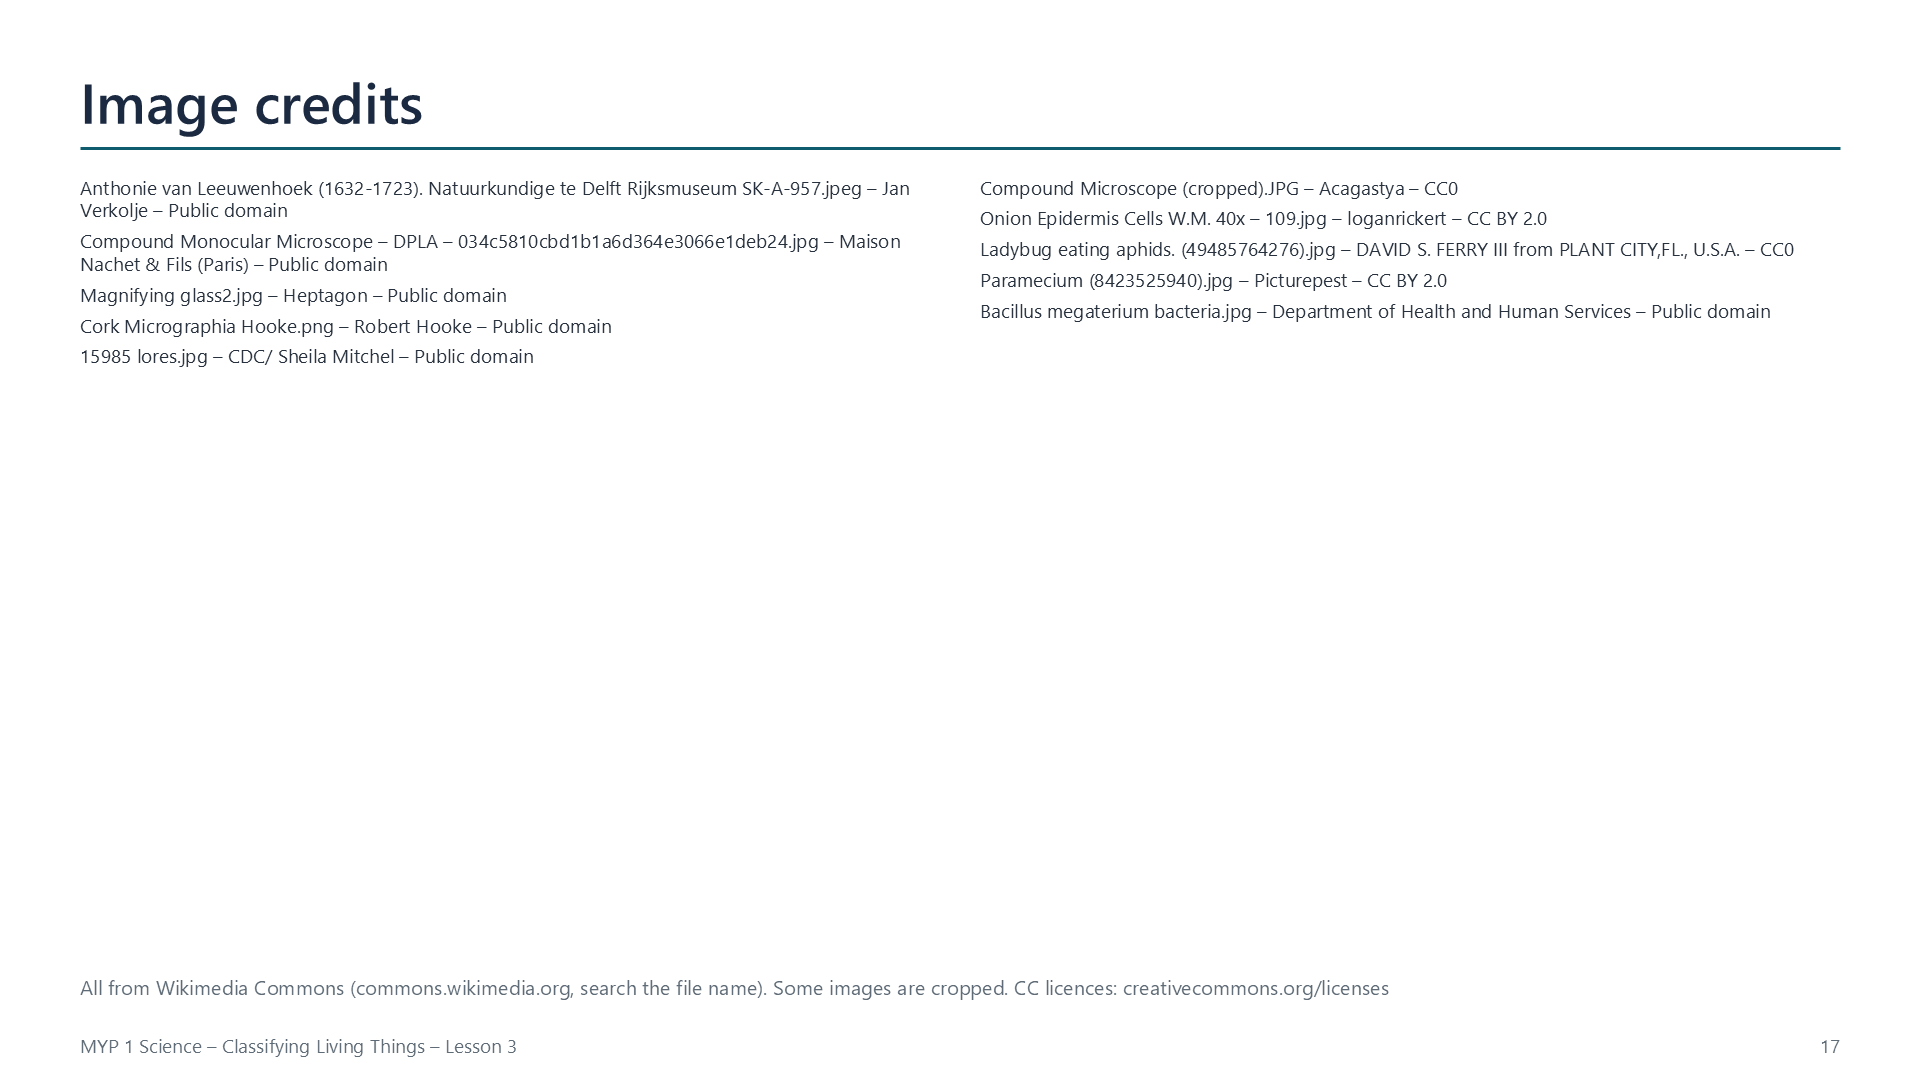 Image credits
Anthonie van Leeuwenhoek (1632-1723). Natuurkundige te Delft Rijksmuseum SK-A-957.jpeg – Jan
Verkolje – Public domain
Compound Monocular Microscope – DPLA – 034c5810cbd1b1a6d364e3066e1deb24.jpg – Maison
Nachet & Fils (Paris) – Public domain
Magnifying glass2.jpg – Heptagon – Public domain
Cork Micrographia Hooke.png – Robert Hooke – Public domain
15985 lores.jpg – CDC/ Sheila Mitchel – Public domain
Compound Microscope (cropped).JPG – Acagastya – CC0
Onion Epidermis Cells W.M. 40x – 109.jpg – loganrickert – CC BY 2.0
Ladybug eating aphids. (49485764276).jpg – DAVID S. FERRY III from PLANT CITY,FL., U.S.A. – CC0
Paramecium (8423525940).jpg – Picturepest – CC BY 2.0
Bacillus megaterium bacteria.jpg – Department of Health and Human Services – Public domain
All from Wikimedia Commons (commons.wikimedia.org, search the file name). Some images are cropped. CC licences: creativecommons.org/licenses
MYP 1 Science – Classifying Living Things – Lesson 3
17